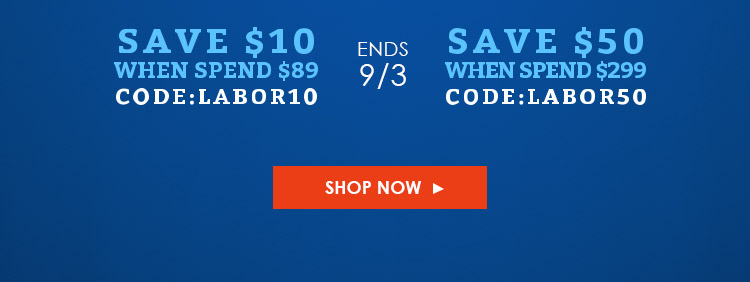 SAVE $10
WHEN SPEND $89
CODE:LABOR10
ENDS
9/3
SAVE $50
WHEN SPEND $299
CODE:LABOR50
SHOP NOW ▶